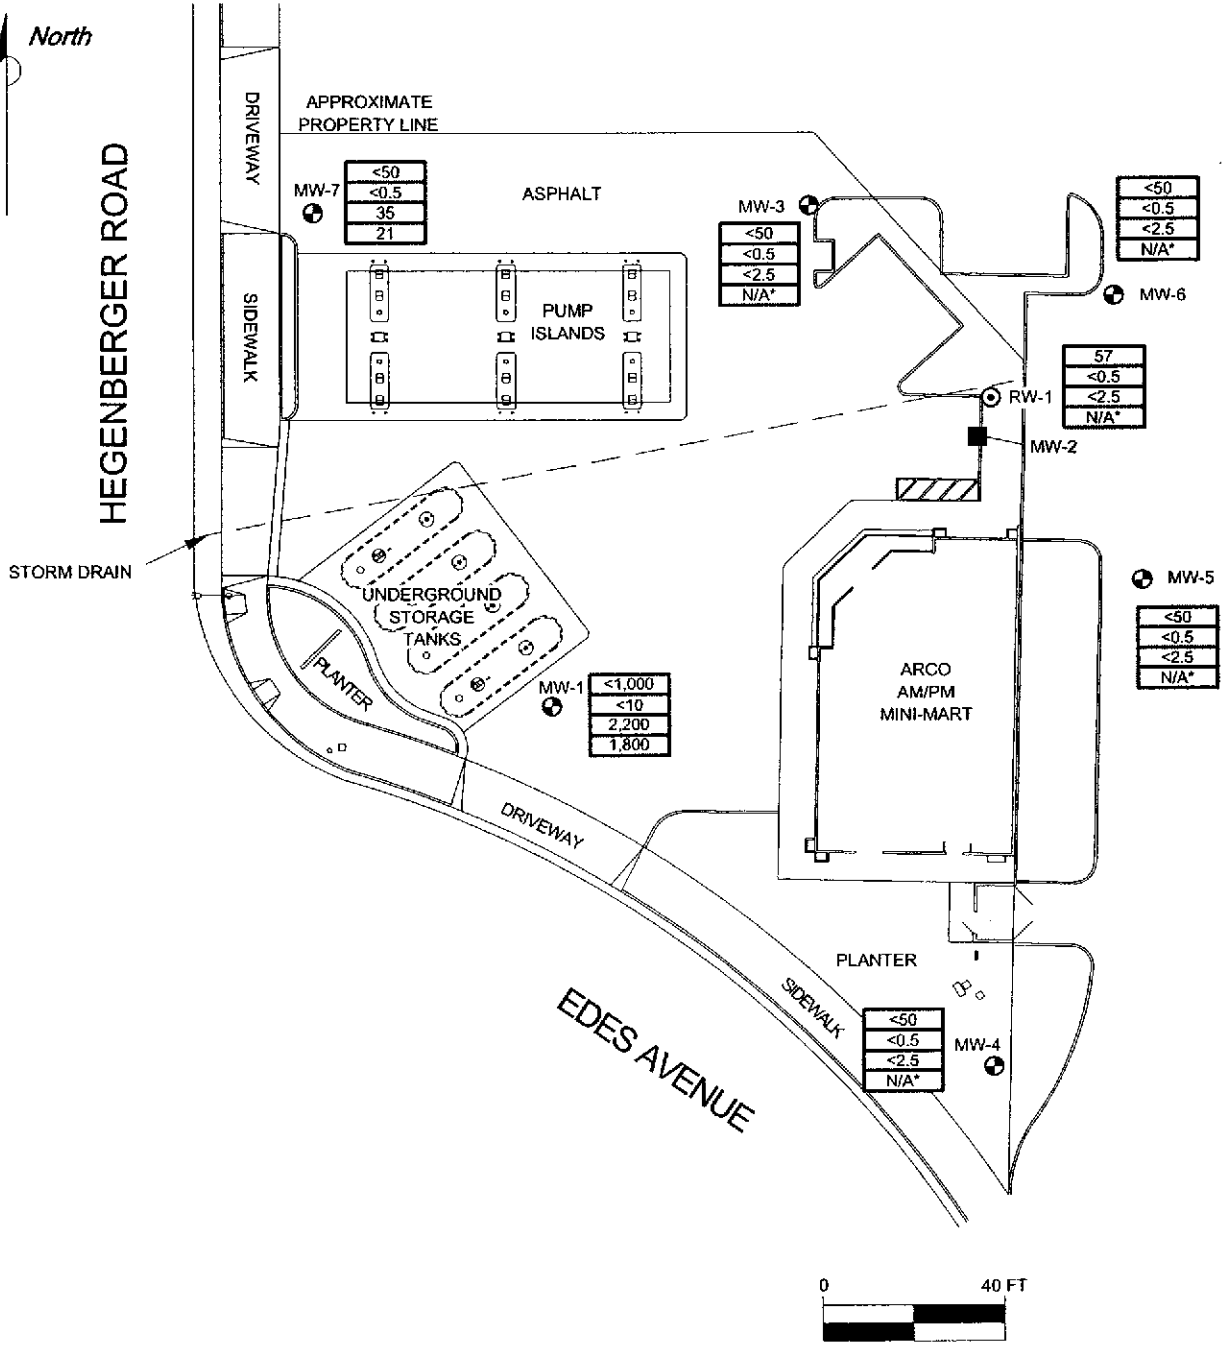 North
HEGENBERGER ROAD
DRIVEWAY
APPROXIMATE
PROPERTY LINE
MW-7
<50
<0.5
35
21
ASPHALT
MW-3
<50
<0.5
<2.5
N/A*
<50
<0.5
<2.5
N/A*
MW-6
SIDEWALK
PUMP
ISLANDS
57
<0.5
<2.5
N/A*
RW-1
MW-2
STORM DRAIN
UNDERGROUND
STORAGE
TANKS
MW-5
<50
<0.5
<2.5
N/A*
PLANTER
MW-1
<1,000
<10
2,200
1,800
ARCO
AM/PM
MINI-MART
DRIVEWAY
PLANTER
SIDEWALK
<50
<0.5
<2.5
N/A*
MW-4
EDES AVENUE
0 40 FT